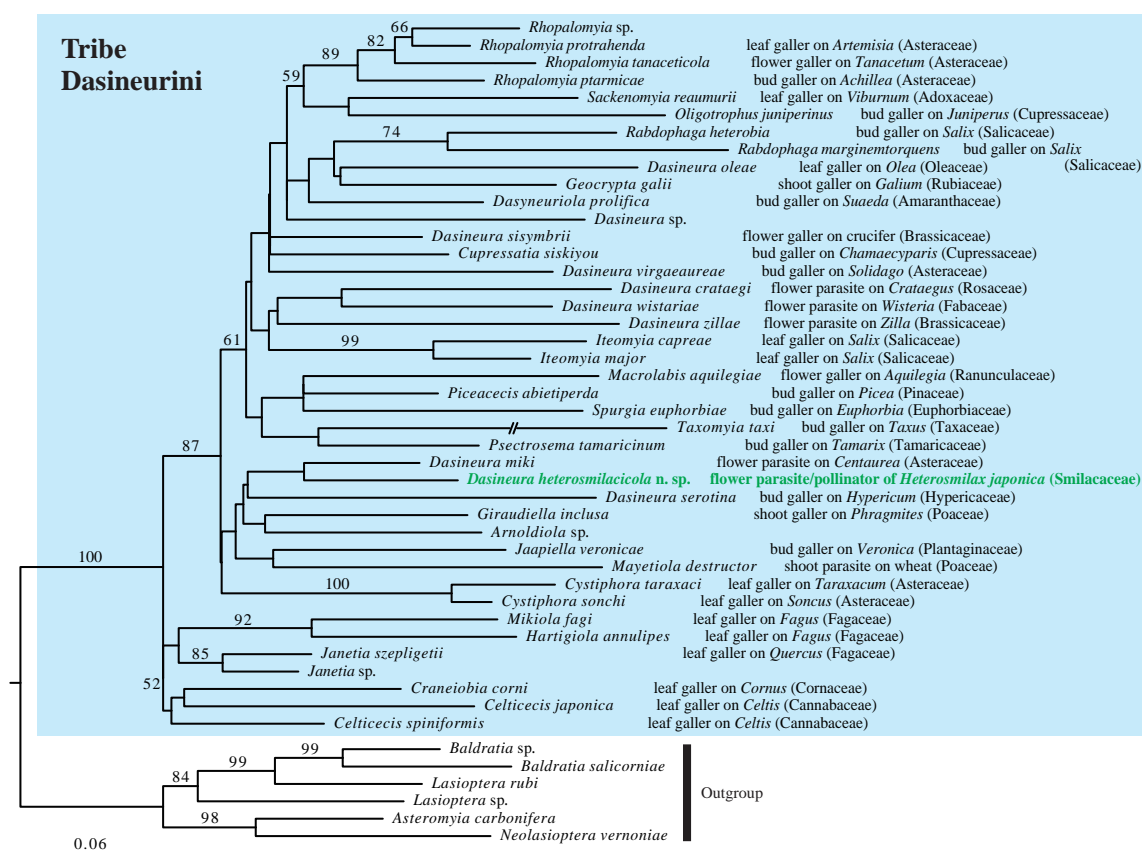 Tribe
Dasineurini
66
82
89
59
74
99
61
87
100
100
92
85
52
99
99
84
98
0.06
Rhopalomyia sp.
Rhopalomyia protrahenda leaf galler on Artemisia (Asteraceae)
Rhopalomyia tanaceticola flower galler on Tanacetum (Asteraceae)
Rhopalomyia ptarmicae bud galler on Achillea (Asteraceae)
Sackenomyia reaumurii leaf galler on Viburnum (Adoxaceae)
Oligotrophus juniperinus bud galler on Juniperus (Cupressaceae)
Rabdophaga heterobia bud galler on Salix (Salicaceae)
Rabdophaga marginemtorquens bud galler on Salix
(Salicaceae)
Dasineura oleae leaf galler on Olea (Oleaceae)
Geocrypta galii shoot galler on Galium (Rubiaceae)
Dasyneuriola prolifica bud galler on Suaeda (Amaranthaceae)
Dasineura sp.
Dasineura sisymbrii flower galler on crucifer (Brassicaceae)
Cupressatia siskiyou bud galler on Chamaecyparis (Cupressaceae)
Dasineura virgaeaureae bud galler on Solidago (Asteraceae)
Dasineura crataegi flower parasite on Crataegus (Rosaceae)
Dasineura wistariae flower parasite on Wisteria (Fabaceae)
Dasineura zillae flower parasite on Zilla (Brassicaceae)
Iteomyia capreae leaf galler on Salix (Salicaceae)
Iteomyia major leaf galler on Salix (Salicaceae)
Macrolabis aquilegiae flower galler on Aquilegia (Ranunculaceae)
Piceacecis abietiperda bud galler on Picea (Pinaceae)
Spurgia euphorbiae bud galler on Euphorbia (Euphorbiaceae)
Taxomyia taxi bud galler on Taxus (Taxaceae)
Psectrosema tamaricinum bud galler on Tamarix (Tamaricaceae)
Dasineura miki flower parasite on Centaurea (Asteraceae)
Dasineura heterosmilacicola n. sp. flower parasite/pollinator of Heterosmilax japonica (Smilacaceae)
Dasineura serotina bud galler on Hypericum (Hypericaceae)
Giraudiella inclusa shoot galler on Phragmites (Poaceae)
Arnoldiola sp.
Jaapiella veronicae bud galler on Veronica (Plantaginaceae)
Mayetiola destructor shoot parasite on wheat (Poaceae)
Cystiphora taraxaci leaf galler on Taraxacum (Asteraceae)
Cystiphora sonchi leaf galler on Soncus (Asteraceae)
Mikiola fagi leaf galler on Fagus (Fagaceae)
Hartigiola annulipes leaf galler on Fagus (Fagaceae)
Janetia szepligetii leaf galler on Quercus (Fagaceae)
Janetia sp.
Craneiobia corni leaf galler on Cornus (Cornaceae)
Celticecis japonica leaf galler on Celtis (Cannabaceae)
Celticecis spiniformis leaf galler on Celtis (Cannabaceae)
Baldratia sp.
Baldratia salicorniae
Lasioptera rubi
Lasioptera sp.
Asteromyia carbonifera
Neolasioptera vernoniae
Outgroup